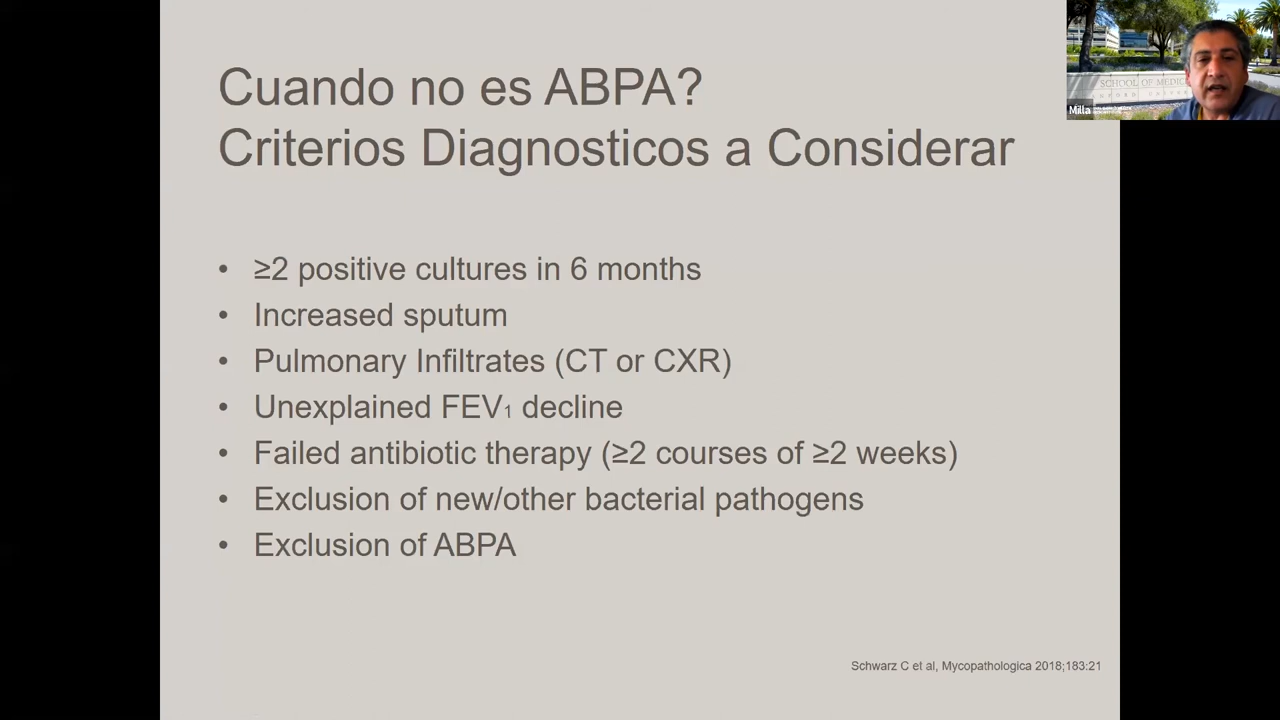 Cuando no es ABPA?
Criterios Diagnosticos a Considerar
• ≥2 positive cultures in 6 months
• Increased sputum
• Pulmonary Infiltrates (CT or CXR)
• Unexplained FEV₁ decline
• Failed antibiotic therapy (≥2 courses of ≥2 weeks)
• Exclusion of new/other bacterial pathogens
• Exclusion of ABPA
Schwarz C et al, Mycopathologica 2018;183:21
SCHOOL OF MEDIC
Milla